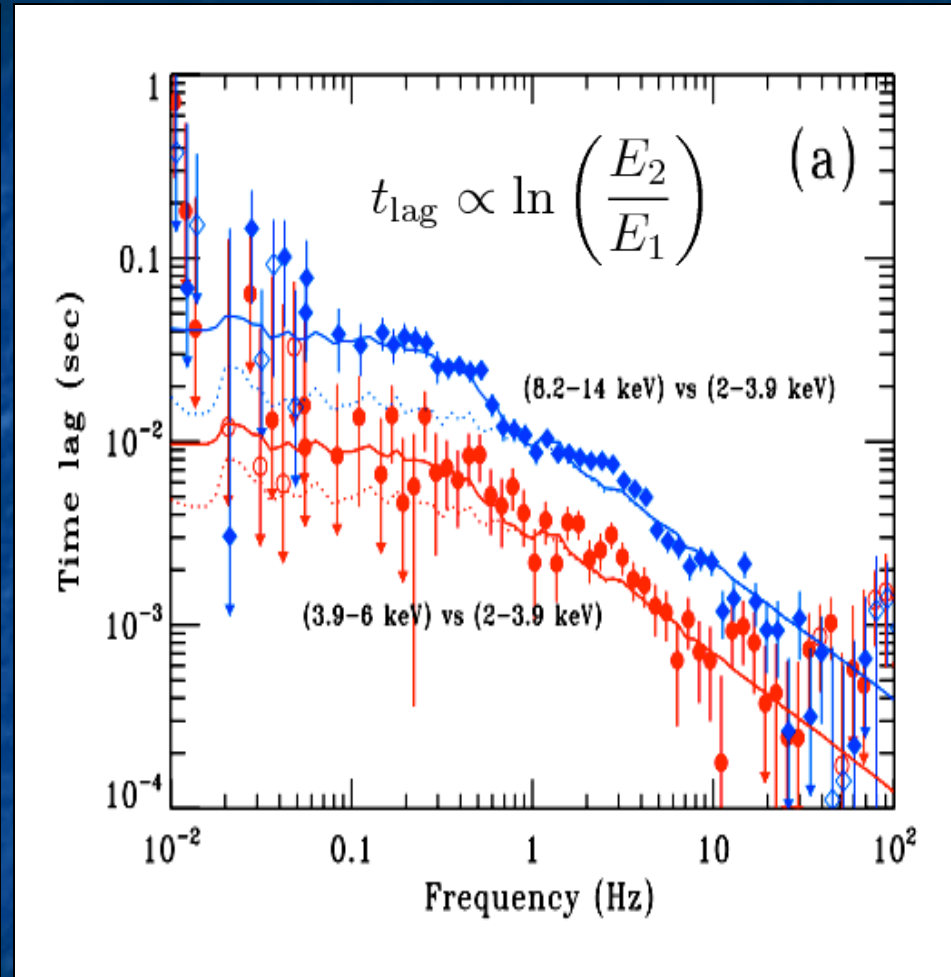 (a)
t_lag ∝ ln (E_2 / E_1)
1
0.1
10^-2
10^-3
10^-4
Time lag (sec)
(8.2–14 keV) vs (2–3.9 keV)
(3.9–6 keV) vs (2–3.9 keV)
10^-2 0.1 1 10 10^2
Frequency (Hz)